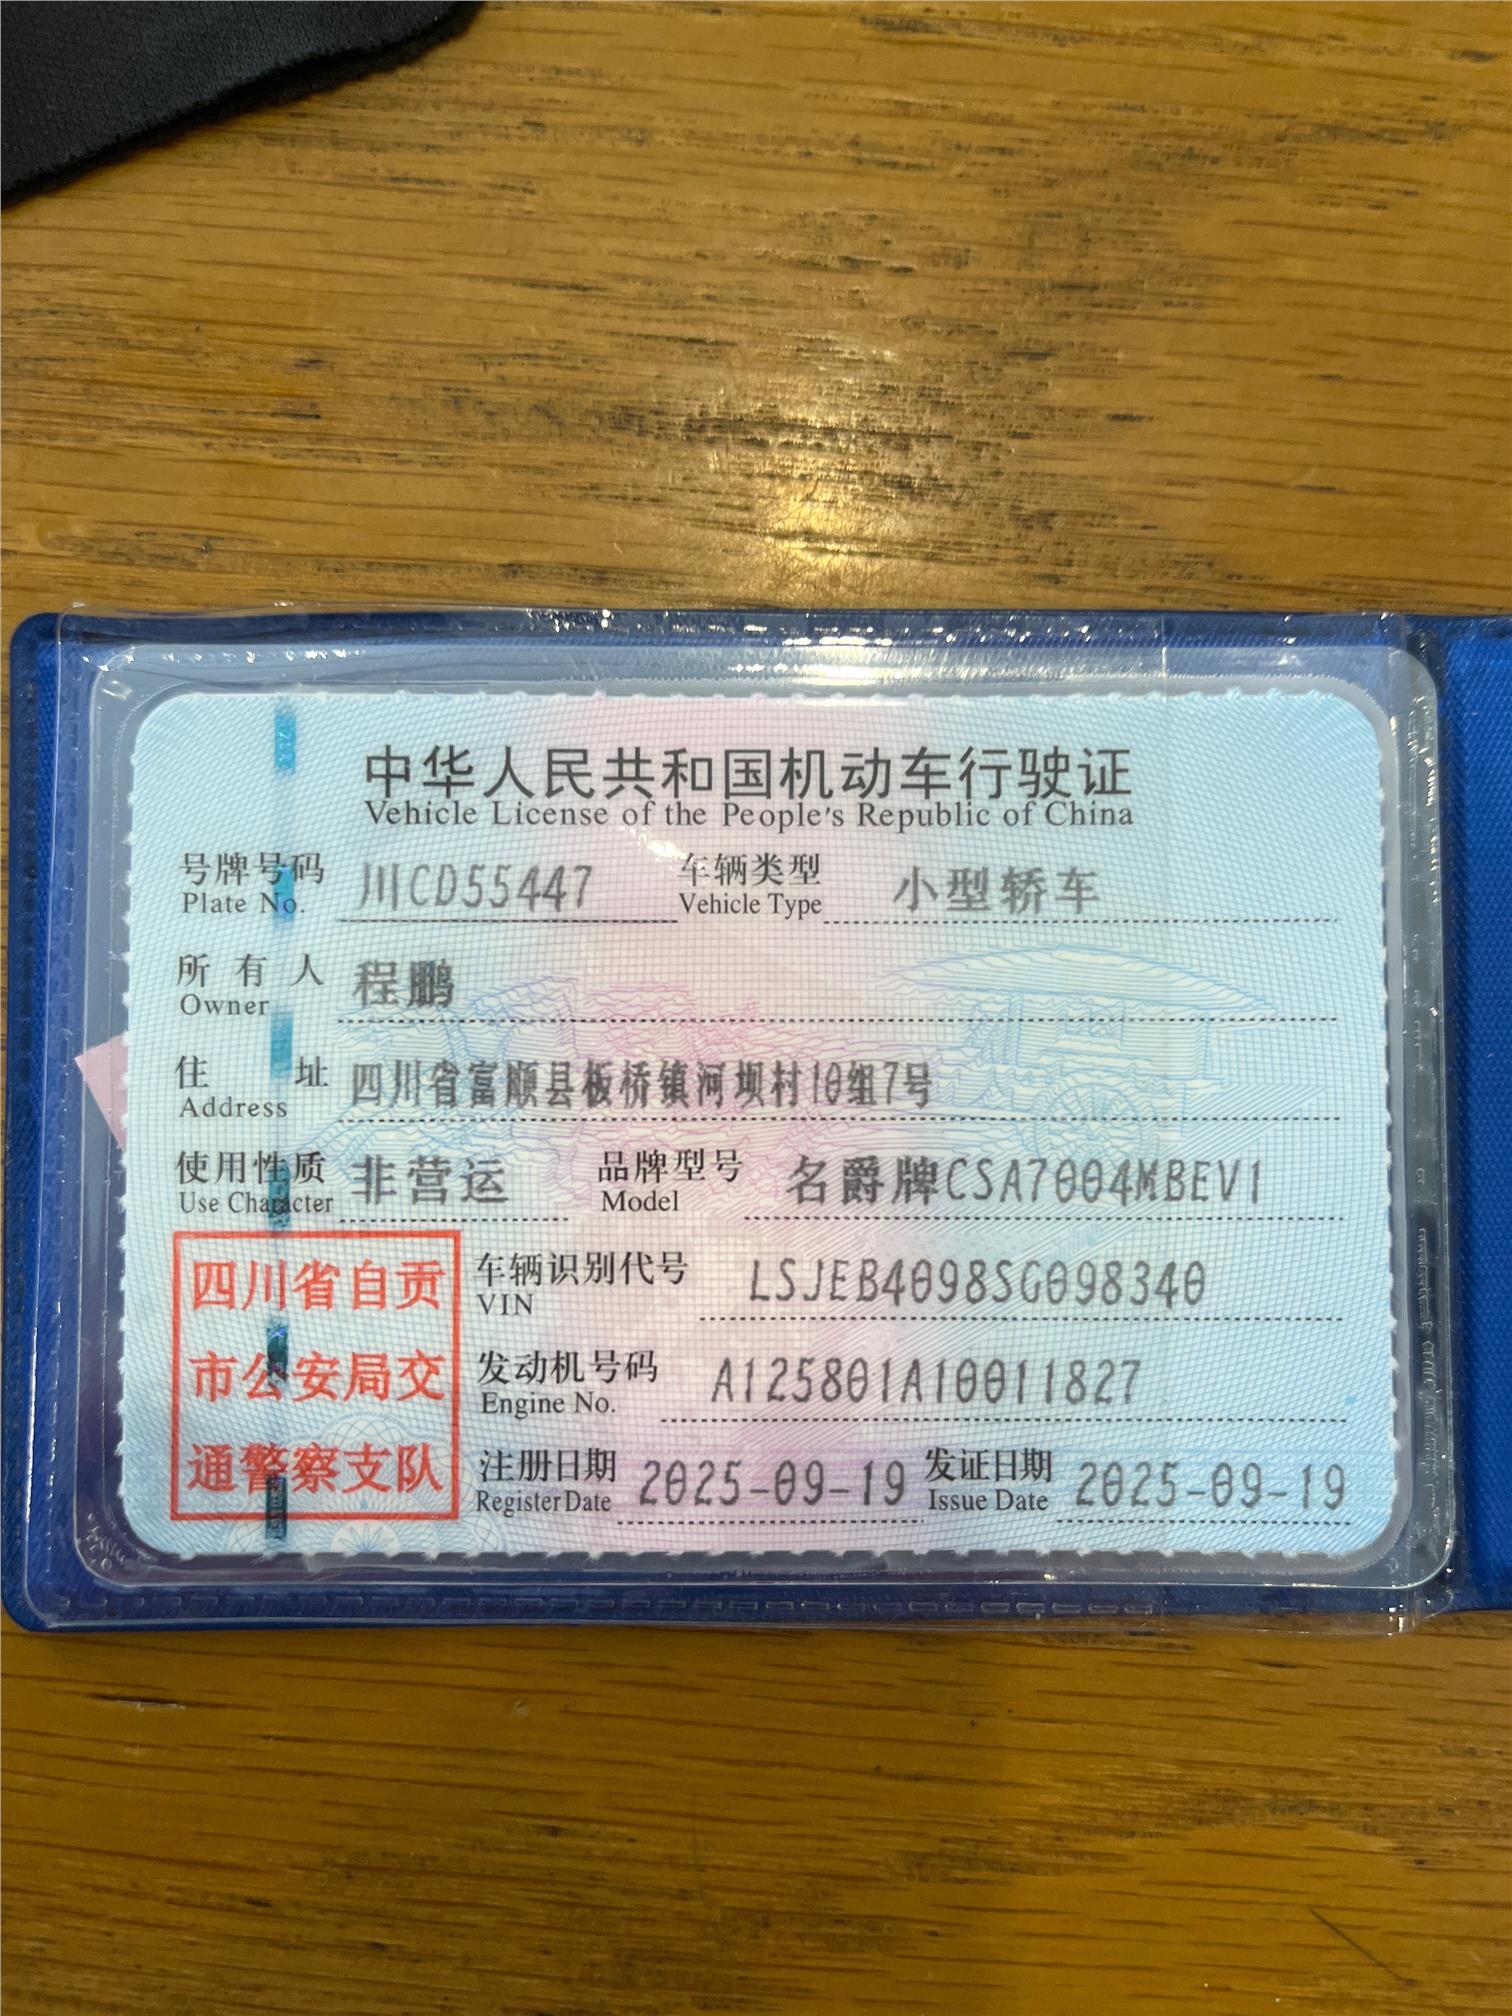 中华人民共和国机动车行驶证
Vehicle License of the People's Republic of China
号牌号码 川CD55447 车辆类型 小型轿车
Plate No. Vehicle Type
所有人 程鹏
Owner
住址 四川省富顺县板桥镇河坝村10组7号
Address
使用性质 非营运 品牌型号 名爵牌CSA7004MBEV1
Use Character Model
四川省自贡
市公安局交
通警察支队
车辆识别代号 LSJEB4098SG098340
VIN
发动机号码 A125801A10011827
Engine No.
注册日期 2025-09-19 发证日期 2025-09-19
Register Date Issue Date